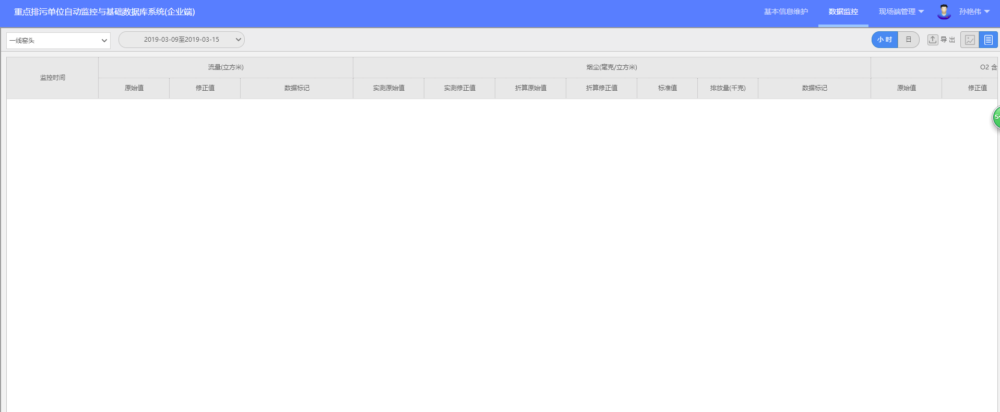 重点排污单位自动监控与基础数据库系统(企业端)
基本信息维护 数据监控 现场端管理 孙艳伟
一线窑头 2019-03-09至2019-03-15 小时 日 导出
监控时间 流量(立方米) 烟尘(毫克/立方米) O2 含
原始值 修正值 数据标记 实测原始值 实测修正值 折算原始值 折算修正值 标准值 排放量(千克) 数据标记 原始值 修正值